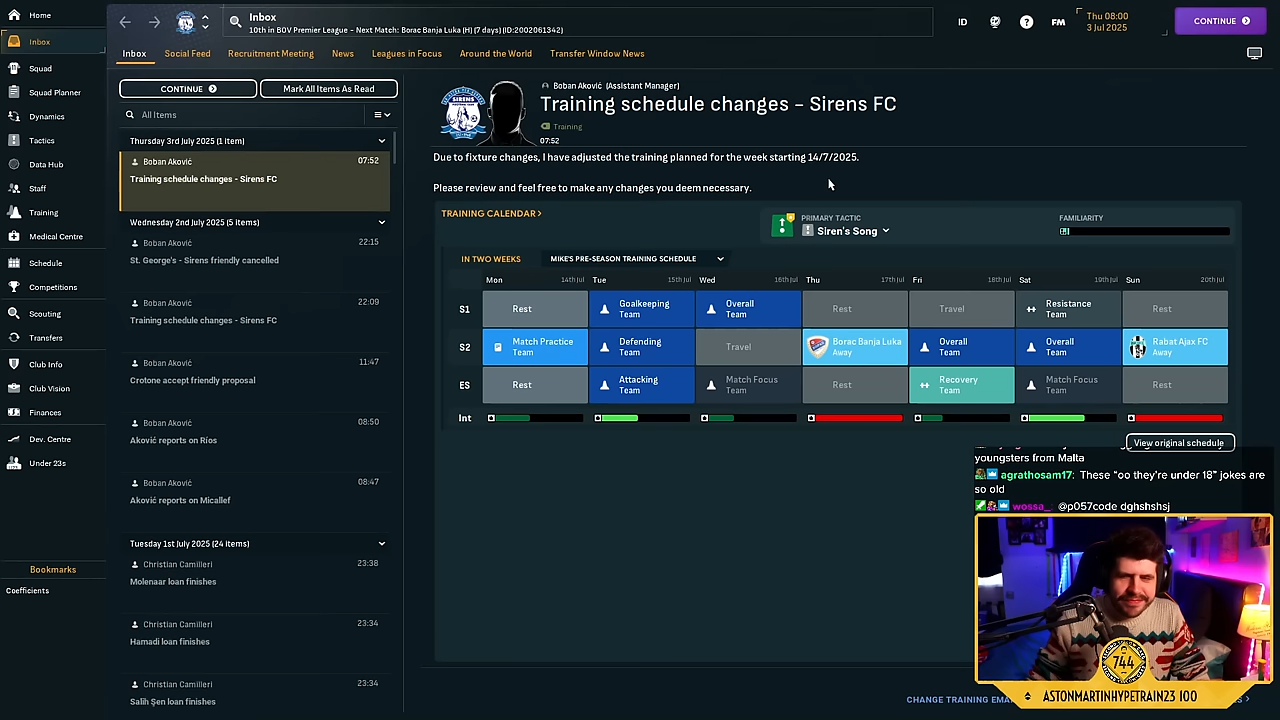 Home
Inbox
Squad
Squad Planner
Dynamics
Tactics
Data Hub
Staff
Training
Medical Centre
Schedule
Competitions
Scouting
Transfers
Club Info
Club Vision
Finances
Dev. Centre
Under 23s
Bookmarks
Coefficients
Inbox
10th in BOV Premier League - Next Match: Borac Banja Luka (H) (7 days) (ID:2002061342)
ID
FM
Thu 08:00
3 Jul 2025
CONTINUE
Inbox
Social Feed
Recruitment Meeting
News
Leagues in Focus
Around the World
Transfer Window News
CONTINUE
Mark All Items As Read
All Items
Thursday 3rd July 2025 (1 item)
Boban Aković 07:52
Training schedule changes - Sirens FC
Wednesday 2nd July 2025 (5 items)
Boban Aković 22:15
St. George's - Sirens friendly cancelled
Boban Aković 22:09
Training schedule changes - Sirens FC
Boban Aković 11:47
Crotone accept friendly proposal
Boban Aković 08:50
Aković reports on Ríos
Boban Aković 08:47
Aković reports on Micallef
Tuesday 1st July 2025 (24 items)
Christian Camilleri 23:38
Molenaar loan finishes
Christian Camilleri 23:34
Hamadi loan finishes
Christian Camilleri 23:34
Salih Şen loan finishes
SIRENS
Boban Aković (Assistant Manager)
Training schedule changes - Sirens FC
Training
07:52
Due to fixture changes, I have adjusted the training planned for the week starting 14/7/2025.
Please review and feel free to make any changes you deem necessary.
TRAINING CALENDAR >
PRIMARY TACTIC
Siren's Song
FAMILIARITY
IN TWO WEEKS
MIKE'S PRE-SEASON TRAINING SCHEDULE
Mon 14th Jul Tue 15th Jul Wed 16th Jul Thu 17th Jul Fri 18th Jul Sat 19th Jul Sun 20th Jul
S1
Rest
Goalkeeping
Team
Overall
Team
Rest
Travel
Resistance
Team
Rest
S2
Match Practice
Team
Defending
Team
Travel
Borac Banja Luka
Away
Overall
Team
Overall
Team
Rabat Ajax FC
Away
ES
Rest
Attacking
Team
Match Focus
Team
Rest
Recovery
Team
Match Focus
Team
Rest
Int
View original schedule
youngsters from Malta
agrathosam17: These "oo they're under 18" jokes are
so old
wossa_: @p057code dghshshsj
744
ASTONMARTINHYPETRAIN23 100
CHANGE TRAINING